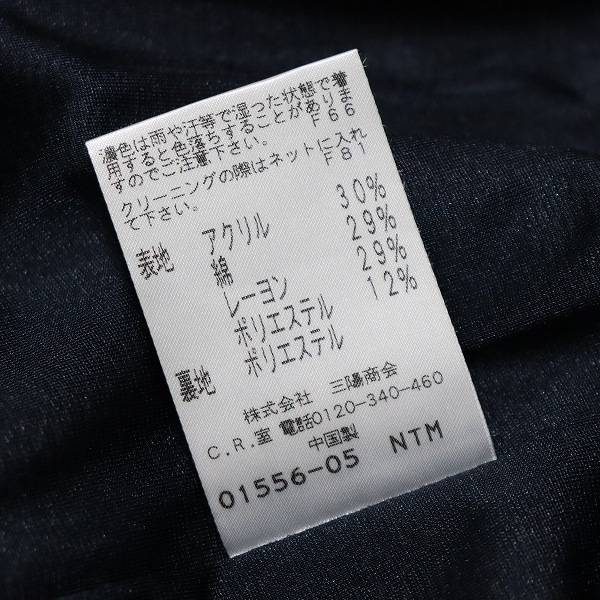 濃色は雨や汗等で湿った状態で着
用すると色落ちすることがありま
すのでご注意下さい。 F66
クリーニングの際はネットに入れ
て下さい。 F81
表地 アクリル 30%
綿 29%
レーヨン 29%
ポリエステル 12%
裏地 ポリエステル
株式会社 三陽商会
C.R.室 電話0120-340-460
中国製
01556-05 NTM